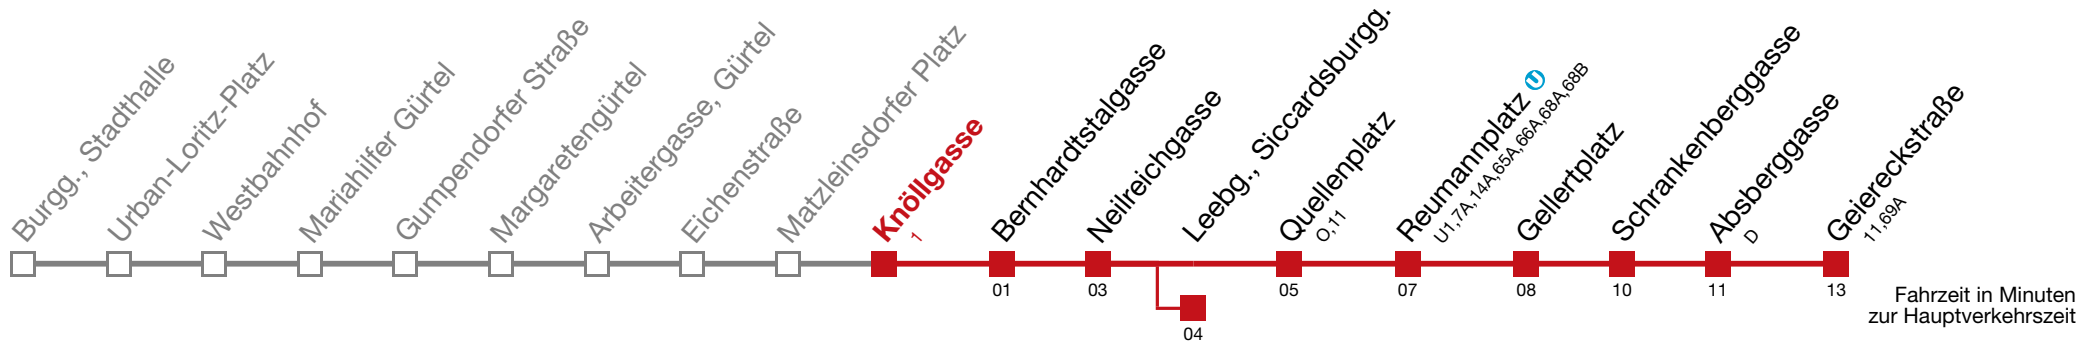 Burgg., Stadthalle
Urban-Loritz-Platz
Westbahnhof
Mariahilfer Gürtel
Gumpendorfer Straße
Margaretengürtel
Arbeitergasse, Gürtel
Eichenstraße
Matzleinsdorfer Platz
Knöllgasse
1
Bernhardtstalgasse
01
Neilreichgasse
03
Leebg., Siccardsburgg.
04
Quellenplatz
O,11
05
Reumannplatz U
U1,7A,14A,65A,66A,68A,68B
07
Gellertplatz
08
Schrankenberggasse
10
Absberggasse
D
11
Geiereckstraße
11,69A
13
Fahrzeit in Minuten
zur Hauptverkehrszeit